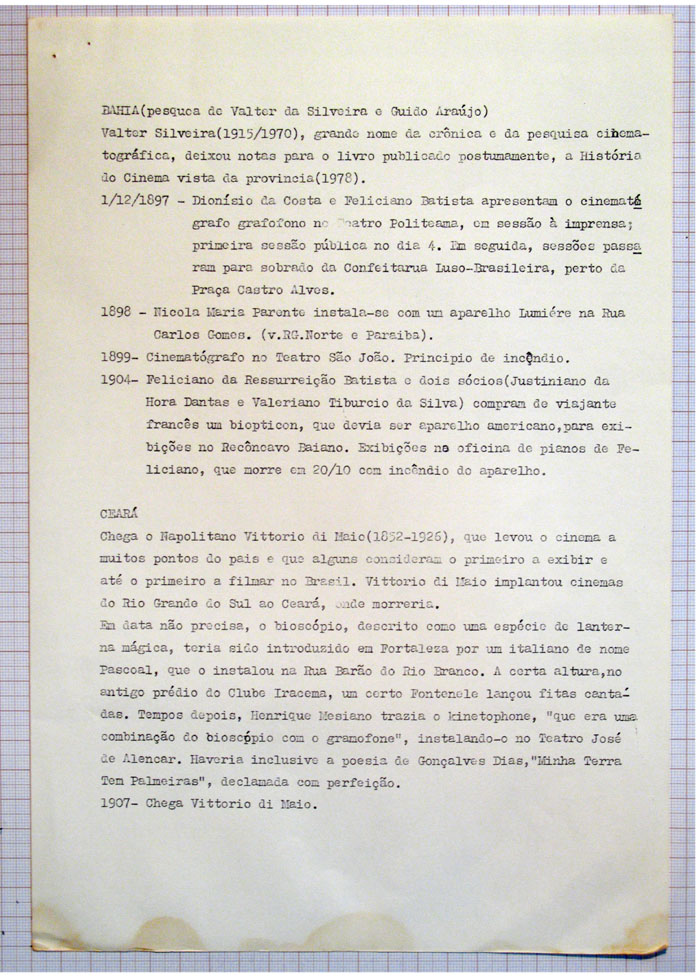 BAHIA(pesquca de Valter da Silveira e Guido Araújo)
Valter Silveira(1915/1970), grande nome da crônica e da pesquisa cinema-
tográfica, deixou notas para o livro publicado postumamente, a História
do Cinema vista da provincia(1978).
1/12/1897 - Dionísio da Costa e Feliciano Batista apresentam o cinemató
grafo grafofono no Teatro Politeama, em sessão à imprensa;
primeira sessão pública no dia 4. Em seguida, sessões passa
ram para sobrado da Confeitarua Luso-Brasileira, perto da
Praça Castro Alves.
1898 - Nicola Maria Parente instala-se com um aparelho Lumiére na Rua
Carlos Gomes. (v.RG.Norte e Paraiba).
1899- Cinematógrafo no Teatro São João. Principio de incêndio.
1904- Feliciano da Ressurreição Batista e dois sócios(Justiniano da
Hora Dantas e Valeriano Tiburcio da Silva) compram de viajante
francês um biopticon, que devia ser aparelho americano,para exi-
bições no Recôncavo Baiano. Exibições na oficina de pianos de Fe-
liciano, que morre em 20/10 com incêndio do aparelho.
CEARÁ
Chega o Napolitano Vittorio di Maio(1852-1926), que levou o cinema a
muitos pontos do pais e que alguns consideram o primeiro a exibir e
até o primeiro a filmar no Brasil. Vittorio di Maio implantou cinemas
do Rio Grande do Sul ao Ceará, onde morreria.
Em data não precisa, o bioscópio, descrito como uma espécie de lanter-
na mágica, teria sido introduzido em Fortaleza por um italiano de nome
Pascoal, que o instalou na Rua Barão do Rio Branco. A certa altura,no
antigo prédio do Clube Iracema, um certo Fontenele lançou fitas canta-
das. Tempos depois, Henrique Mesiano trazia o kinetophone, "que era uma
combinação do bioscópio com o gramofone", instalando-o no Teatro José
de Alencar. Haveria inclusive a poesia de Gonçalves Dias,"Minha Terra
Tem Palmeiras", declamada com perfeição.
1907- Chega Vittorio di Maio.